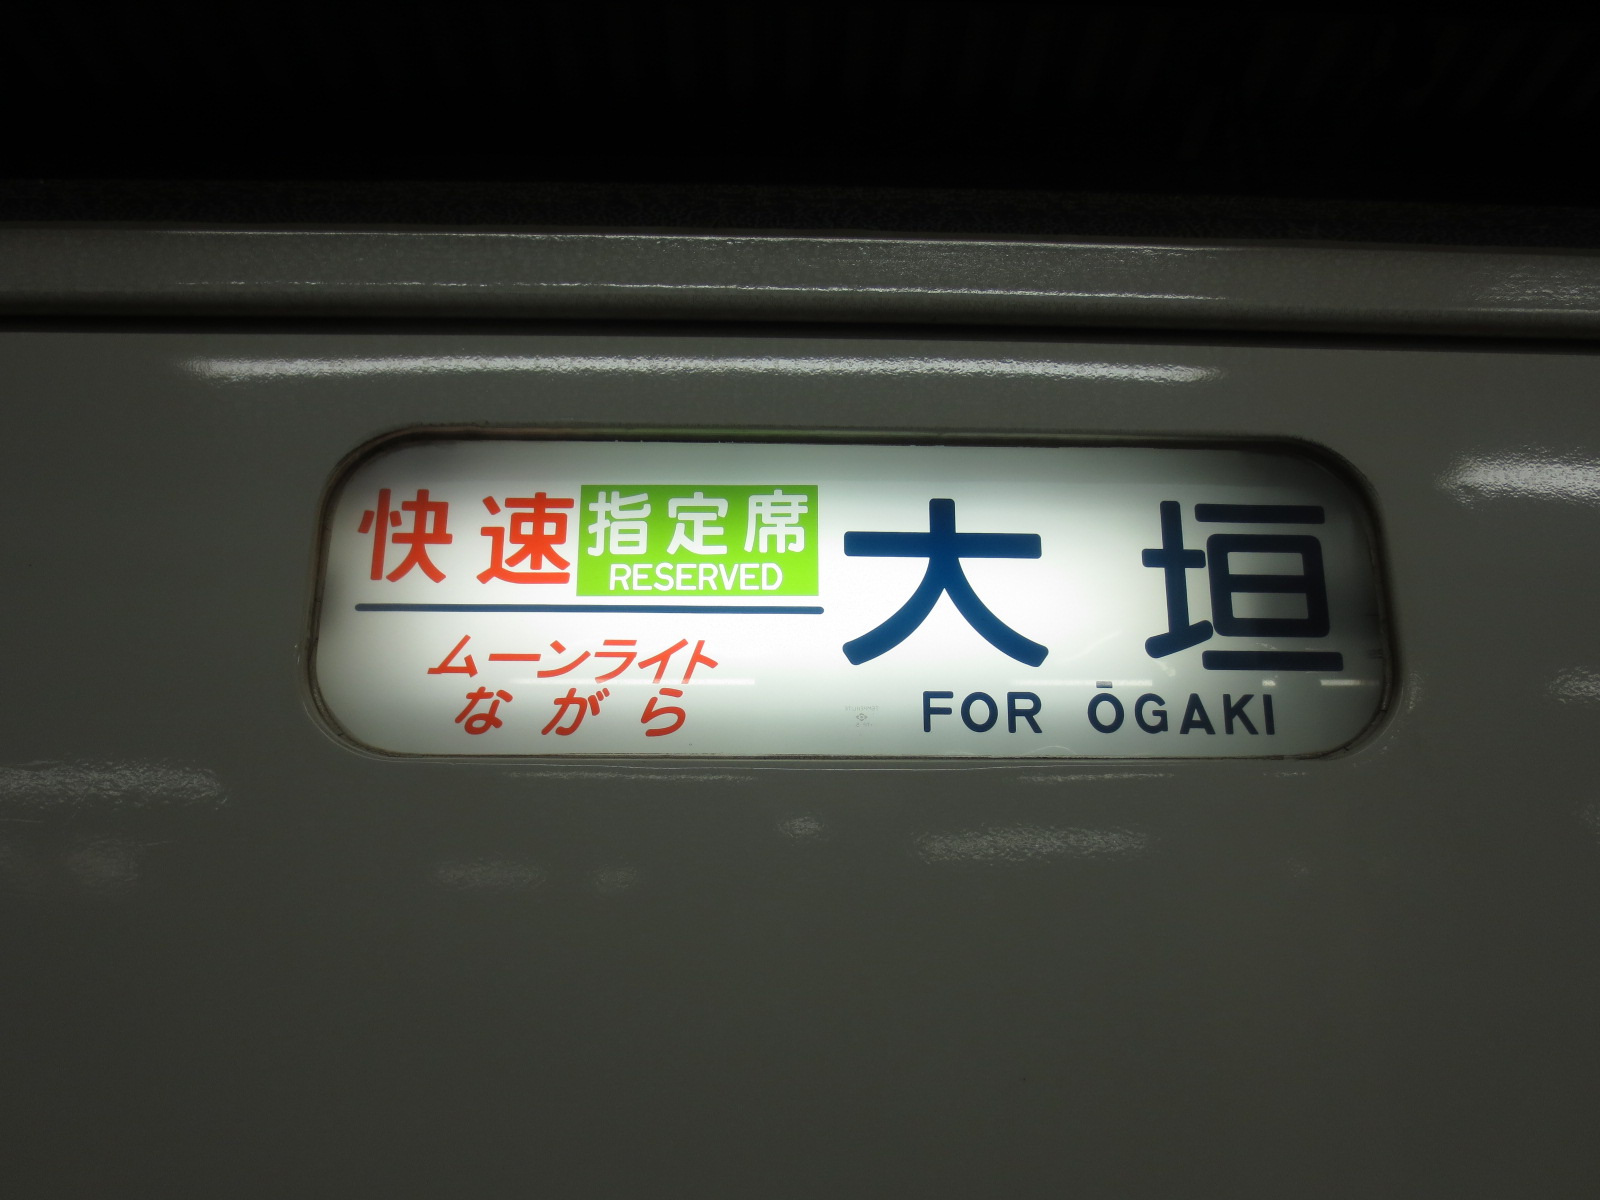 快速 指定席
RESERVED
ムーンライト
ながら
大垣
FOR ŌGAKI